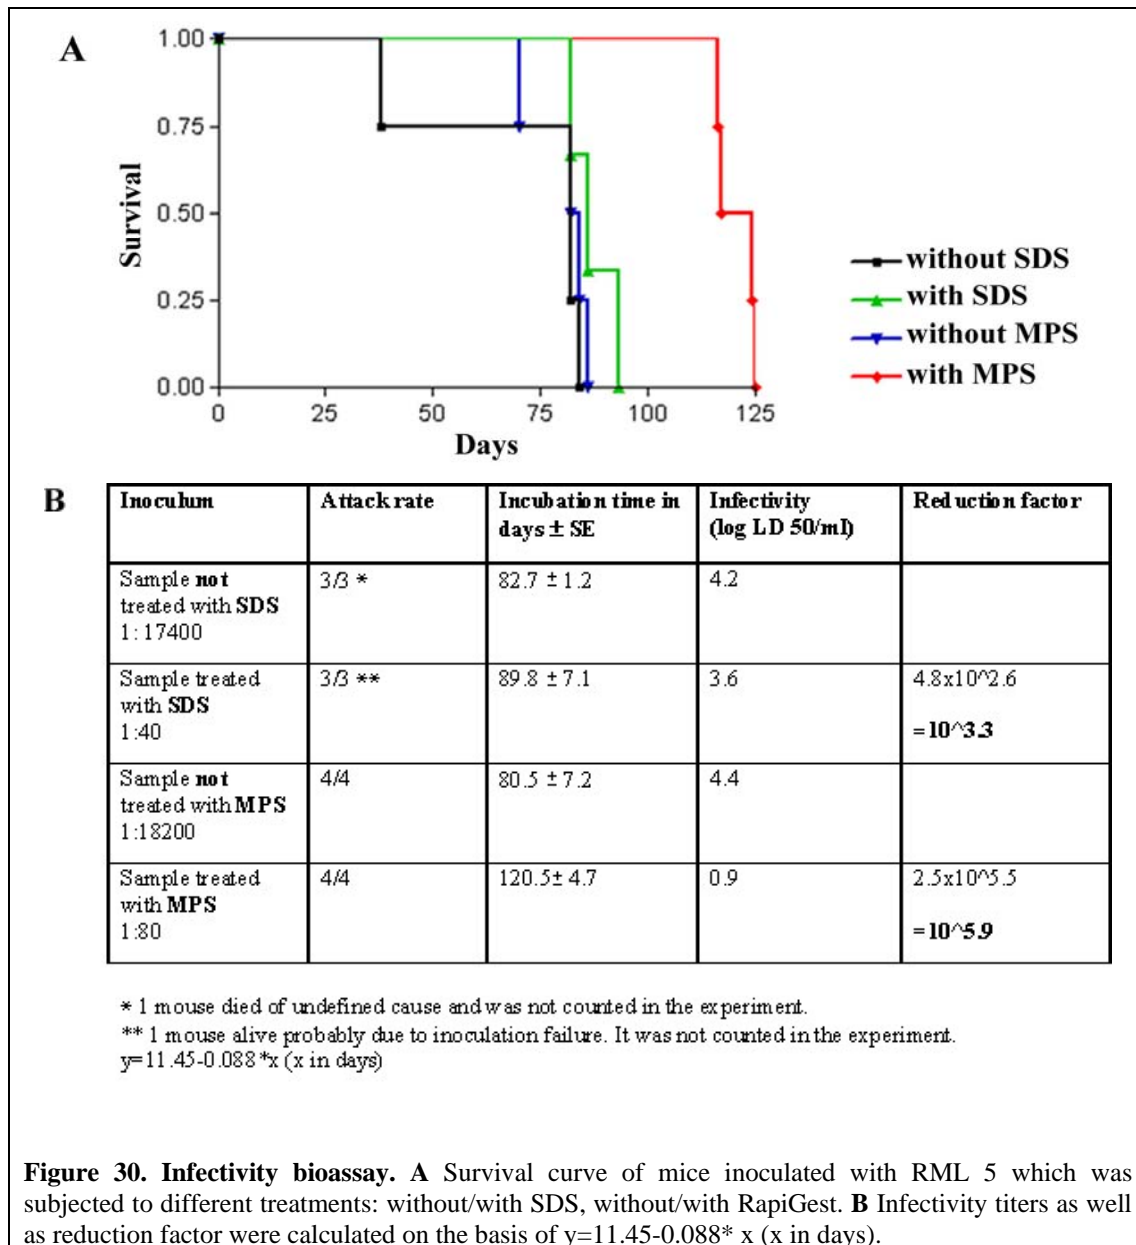 A
1.00
0.75
0.50
0.25
0.00
Survival
0
25
50
75
100
125
Days
without SDS
with SDS
without MPS
with MPS
B
Inoculum
Attack rate
Incubation time in
days ± SE
Infectivity
(log LD 50/ml)
Reduction factor
Sample not
treated with SDS
1: 17400
3/3 *
82.7 ± 1.2
4.2
Sample treated
with SDS
1:40
3/3 **
89.8 ± 7.1
3.6
4.8x10^2.6
= 10^3.3
Sample not
treated with MPS
1:18200
4/4
80.5 ± 7.2
4.4
Sample treated
with MPS
1:80
4/4
120.5± 4.7
0.9
2.5x10^5.5
= 10^5.9
* 1 mouse died of undefined cause and was not counted in the experiment.
** 1 mouse alive probably due to inoculation failure. It was not counted in the experiment.
y=11.45-0.088*x (x in days)
Figure 30. Infectivity bioassay. A Survival curve of mice inoculated with RML 5 which was
subjected to different treatments: without/with SDS, without/with RapiGest. B Infectivity titers as well
as reduction factor were calculated on the basis of y=11.45-0.088* x (x in days).